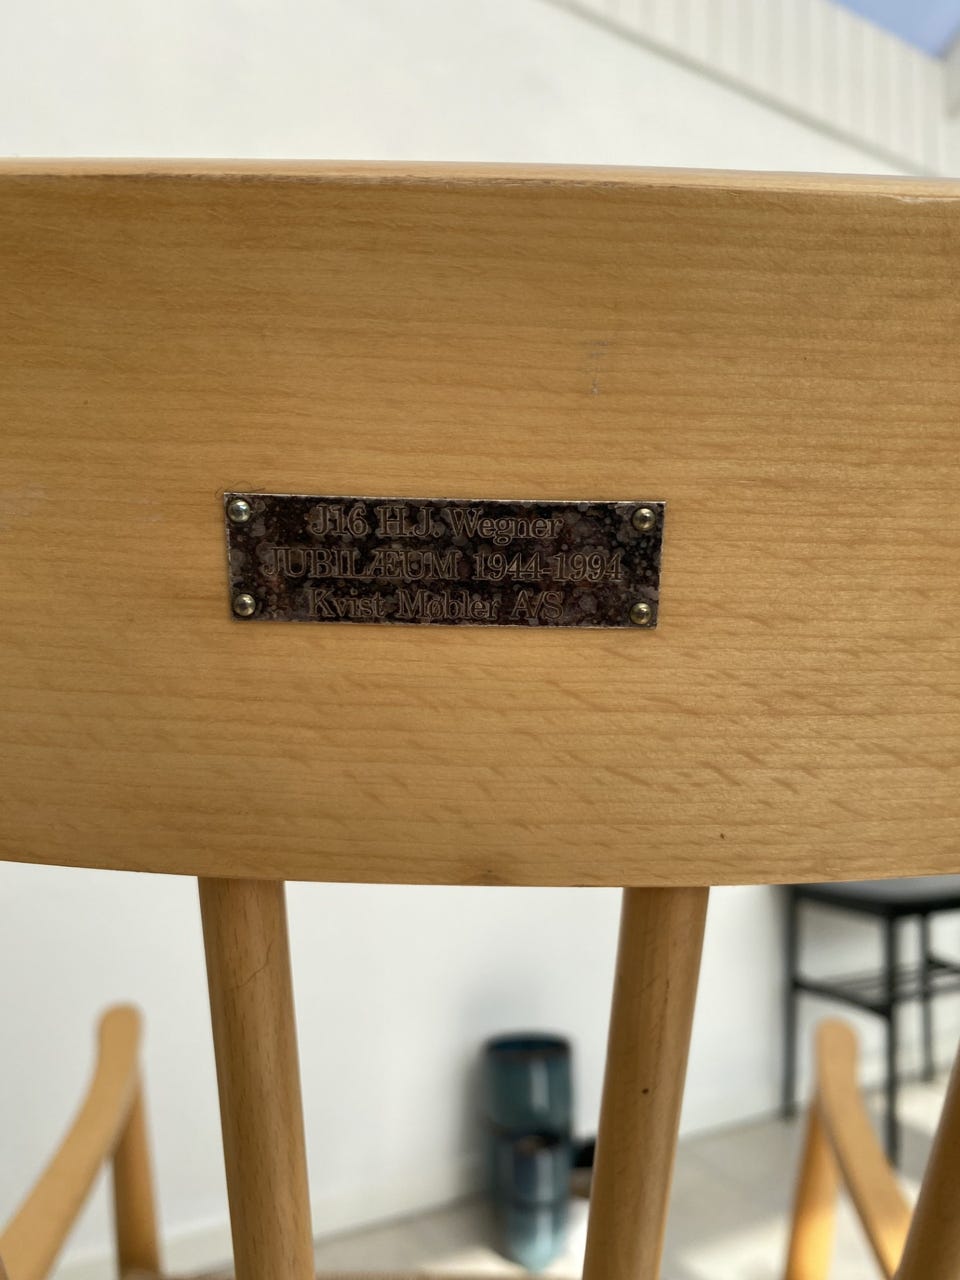 J16 H.J. Wegner
JUBILÆUM 1944-1994
Kvist Møbler A/S